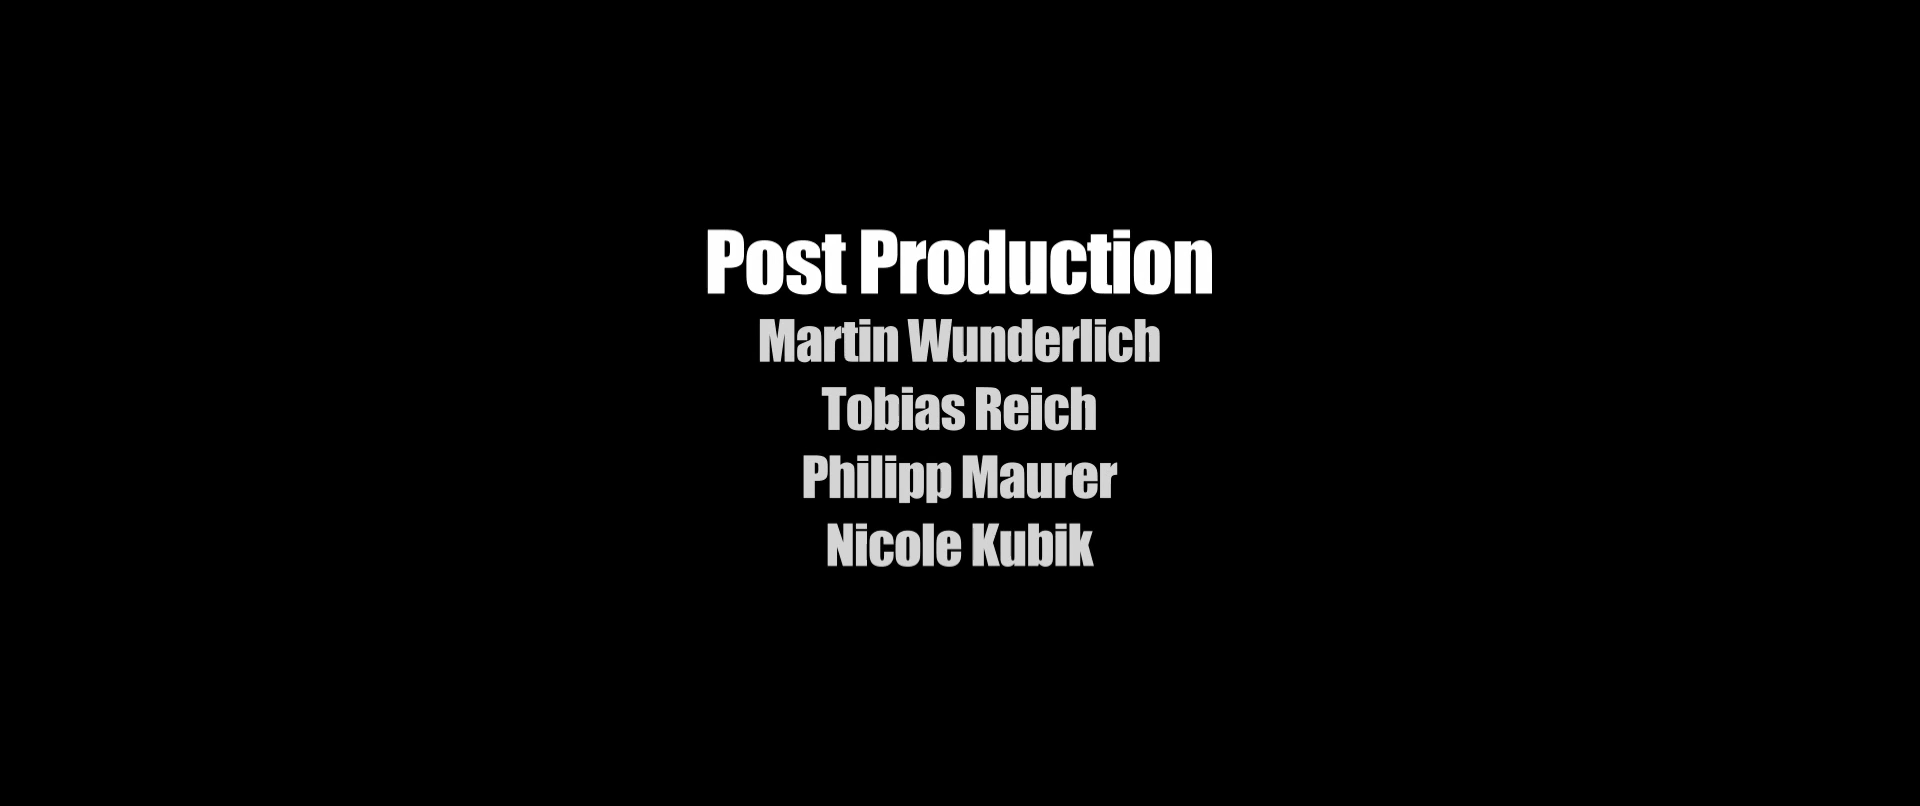 Post Production
Martin Wunderlich
Tobias Reich
Philipp Maurer
Nicole Kubik